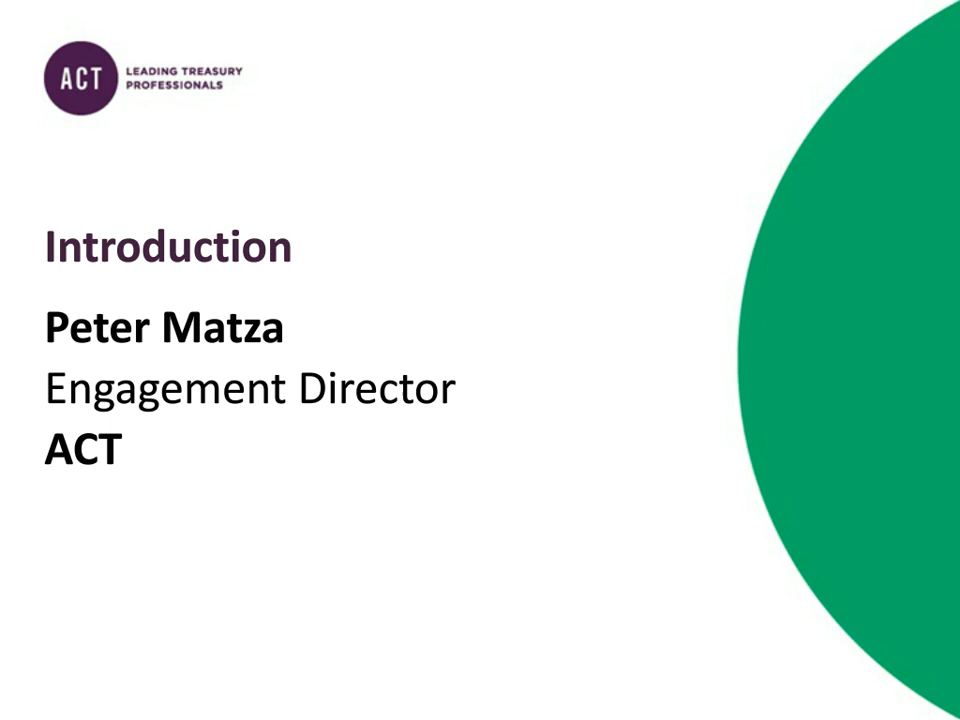 ACT
LEADING TREASURY
PROFESSIONALS
Introduction
Peter Matza
Engagement Director
ACT